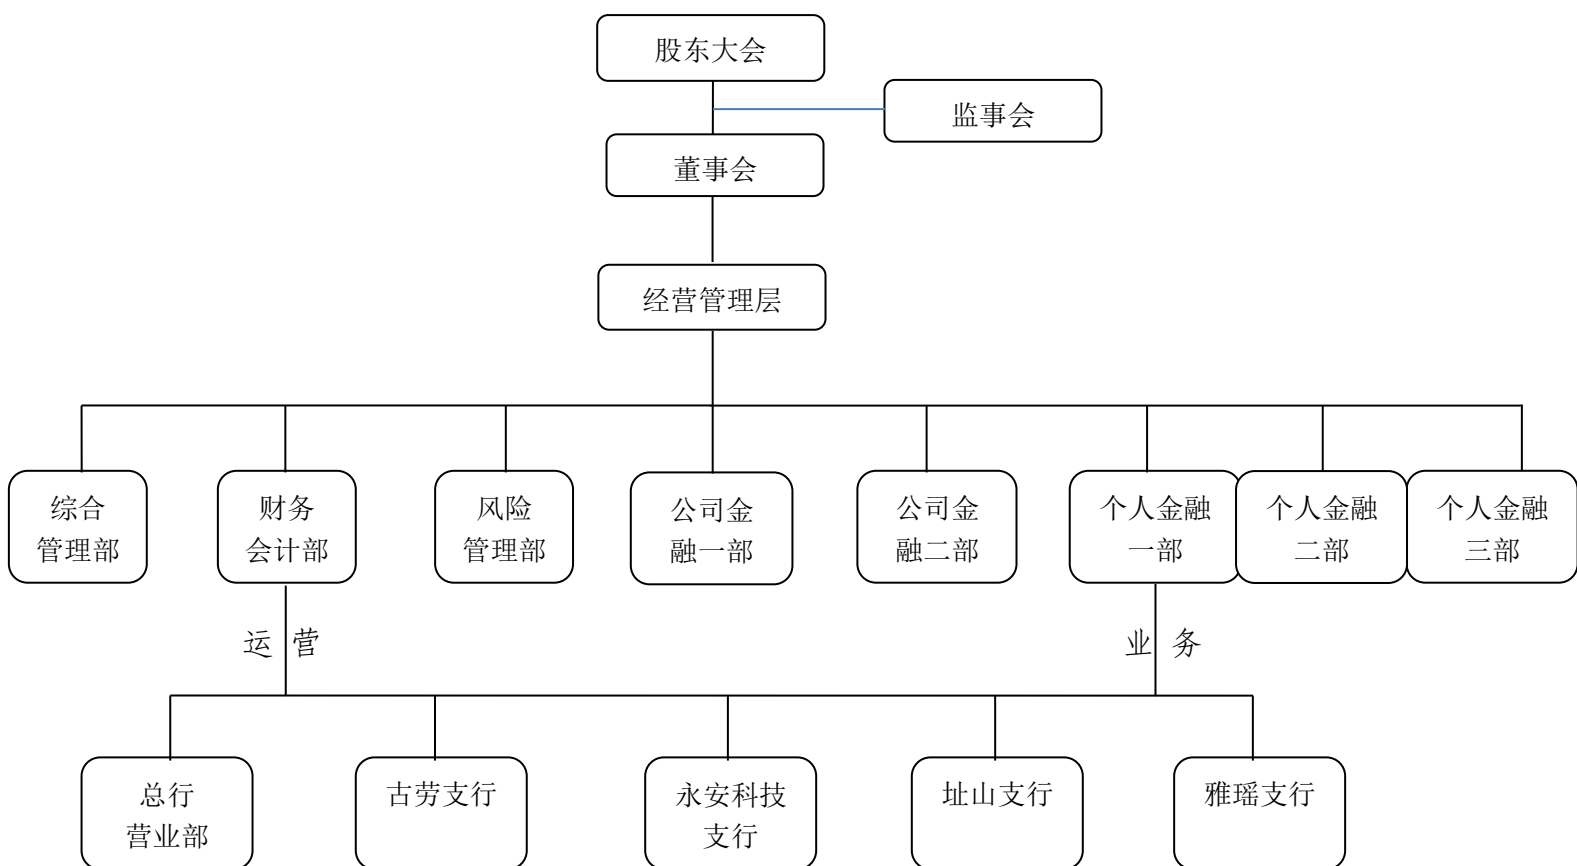 股东大会
监事会
董事会
经营管理层
综合
管理部
财务
会计部
风险
管理部
公司金
融一部
公司金
融二部
个人金融
一部
个人金融
二部
个人金融
三部
运营
业务
总行
营业部
古劳支行
永安科技
支行
址山支行
雅瑶支行